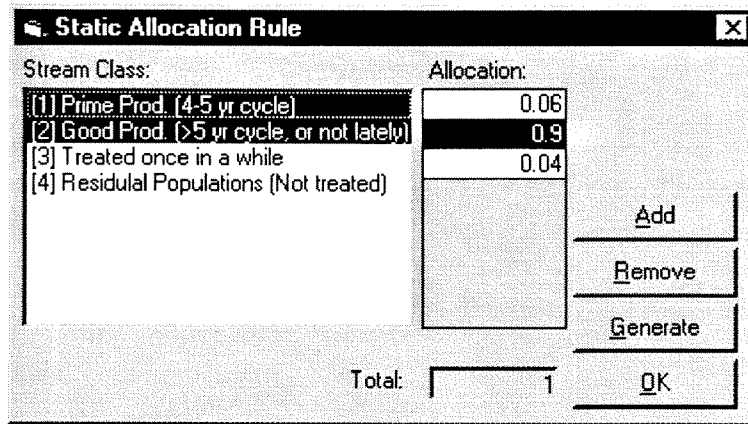 Static Allocation Rule
Stream Class: Allocation:
[1] Prime Prod. (4-5 yr cycle) 0.06
[2] Good Prod. (>5 yr cycle, or not lately) 0.9
[3] Treated once in a while 0.04
[4] Residulal Populations (Not treated)
Add
Remove
Generate
Total: 1 OK